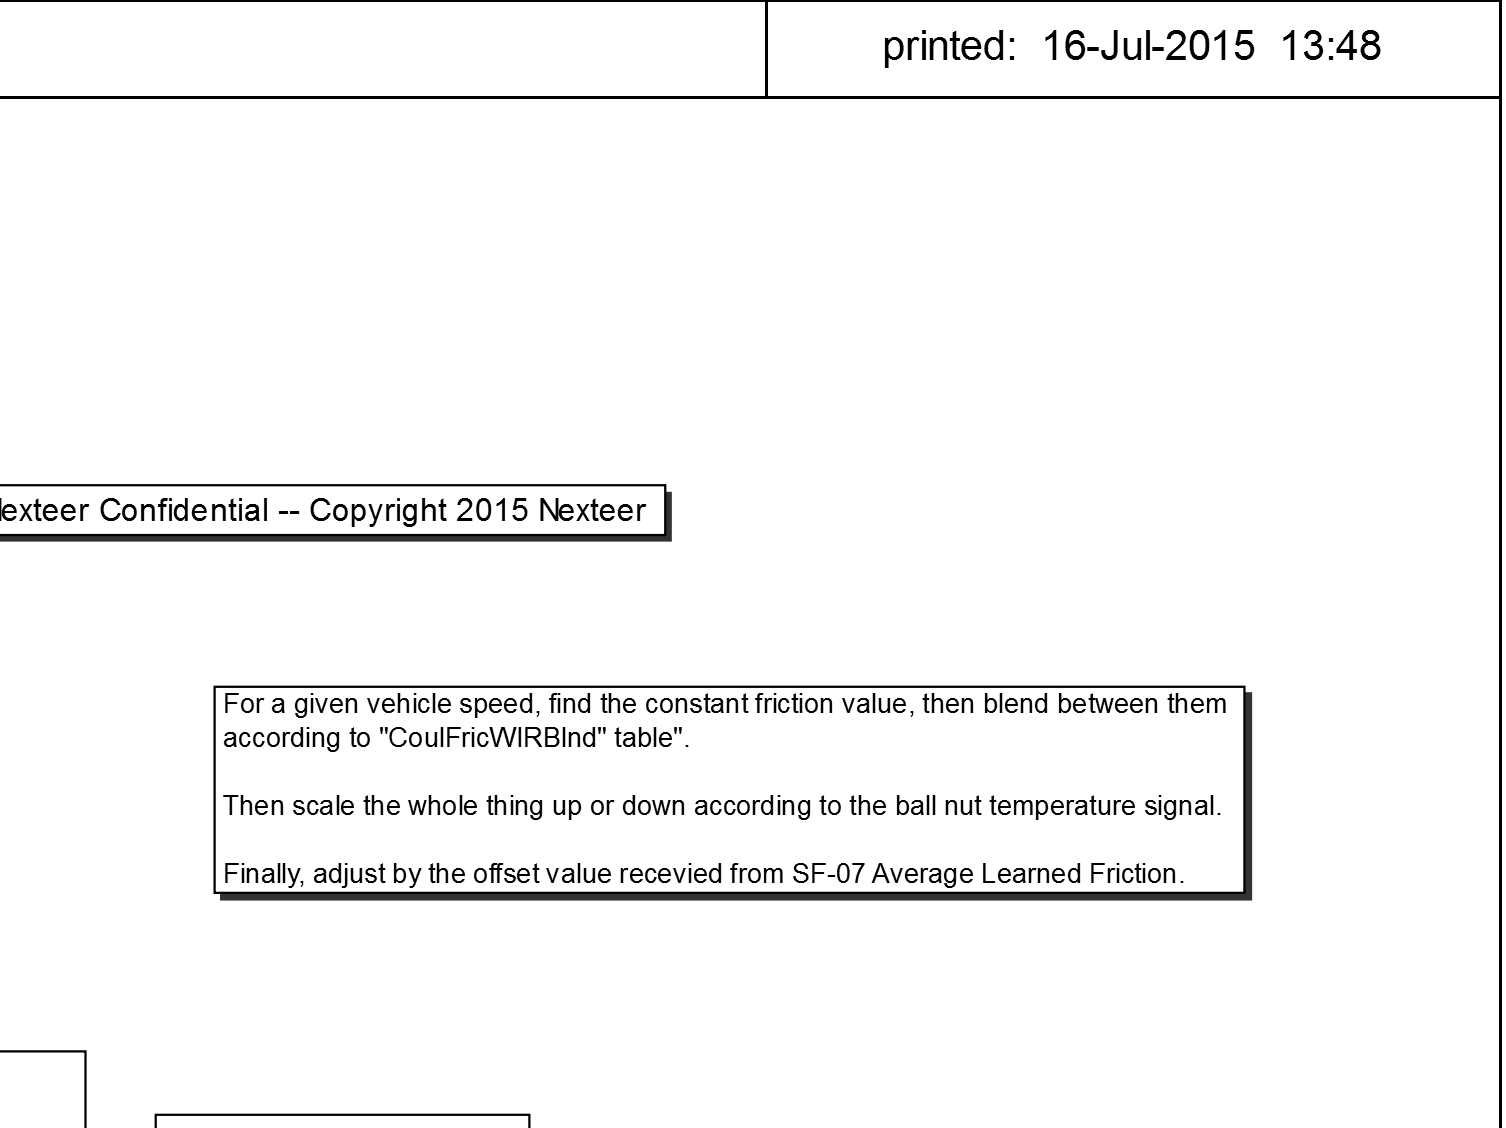 printed: 16-Jul-2015 13:48
exteer Confidential -- Copyright 2015 Nexteer
For a given vehicle speed, find the constant friction value, then blend between them
according to "CoulFricWIRBlnd" table".
Then scale the whole thing up or down according to the ball nut temperature signal.
Finally, adjust by the offset value recevied from SF-07 Average Learned Friction.